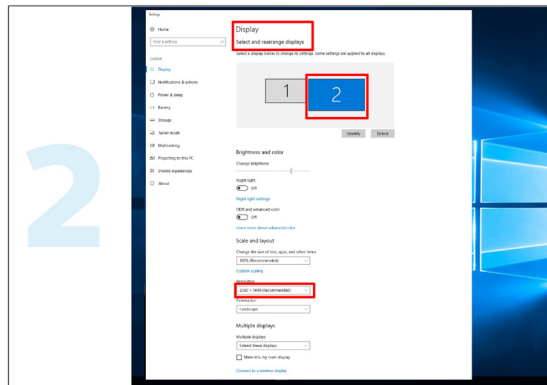 2
Settings
Home
Find a setting
System
Display
Notifications & actions
Power & sleep
Battery
Storage
Tablet mode
Multitasking
Projecting to this PC
Shared experiences
About
Display
Select and rearrange displays
Select a display below to change its settings. Some settings are applied to all displays.
1
2
Identify
Detect
Brightness and color
Change brightness
Night light
Off
Night light settings
HDR and advanced color
Off
Learn more about advanced color
Scale and layout
Change the size of text, apps, and other items
100% (Recommended)
Custom scaling
Resolution
(Recommended)
Orientation
Landscape
Multiple displays
Multiple displays
Extend these displays
Make this my main display
Connect to a wireless display